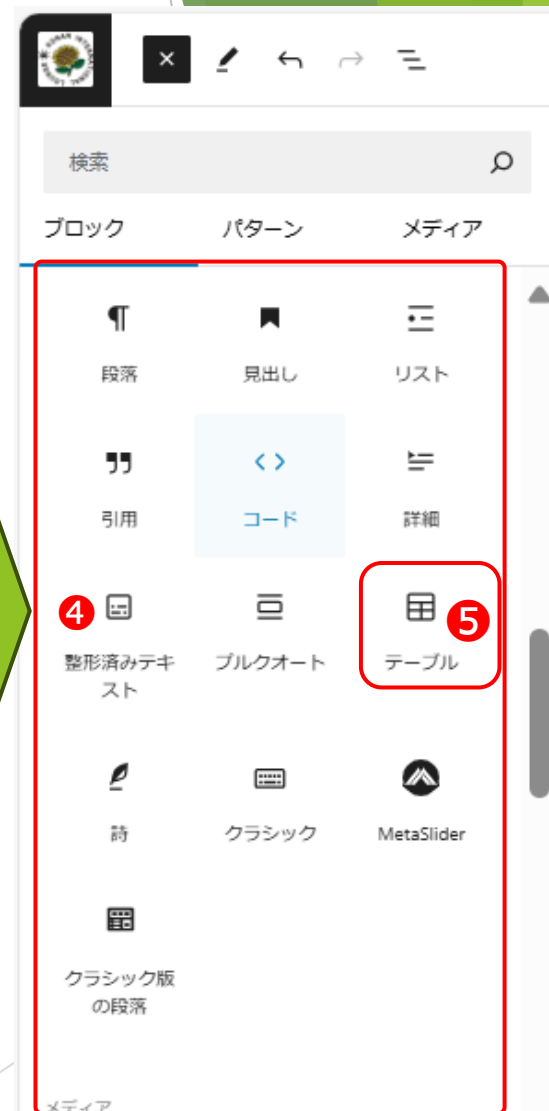 検索
ブロック パターン メディア
段落 見出し リスト
引用 コード 詳細
❹ ❺
整形済みテキ プルクオート テーブル
スト
詩 クラシック MetaSlider
クラシック版
の段落
メディア